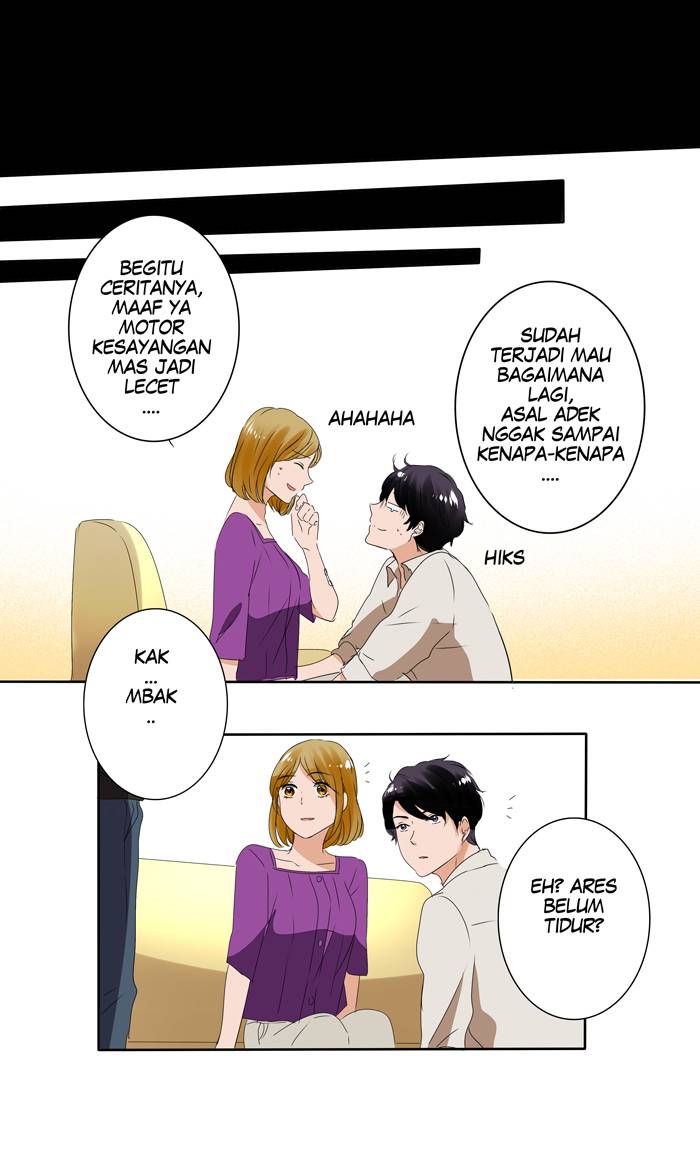 BEGITU
CERITANYA,
MAAF YA
MOTOR
KESAYANGAN
MAS JADI
LECET
....
AHAHAHA
SUDAH
TERJADI MAU
BAGAIMANA
LAGI,
ASAL ADEK
NGGAK SAMPAI
KENAPA-KENAPA
....
HIKS
KAK
...
MBAK
..
EH? ARES
BELUM
TIDUR?